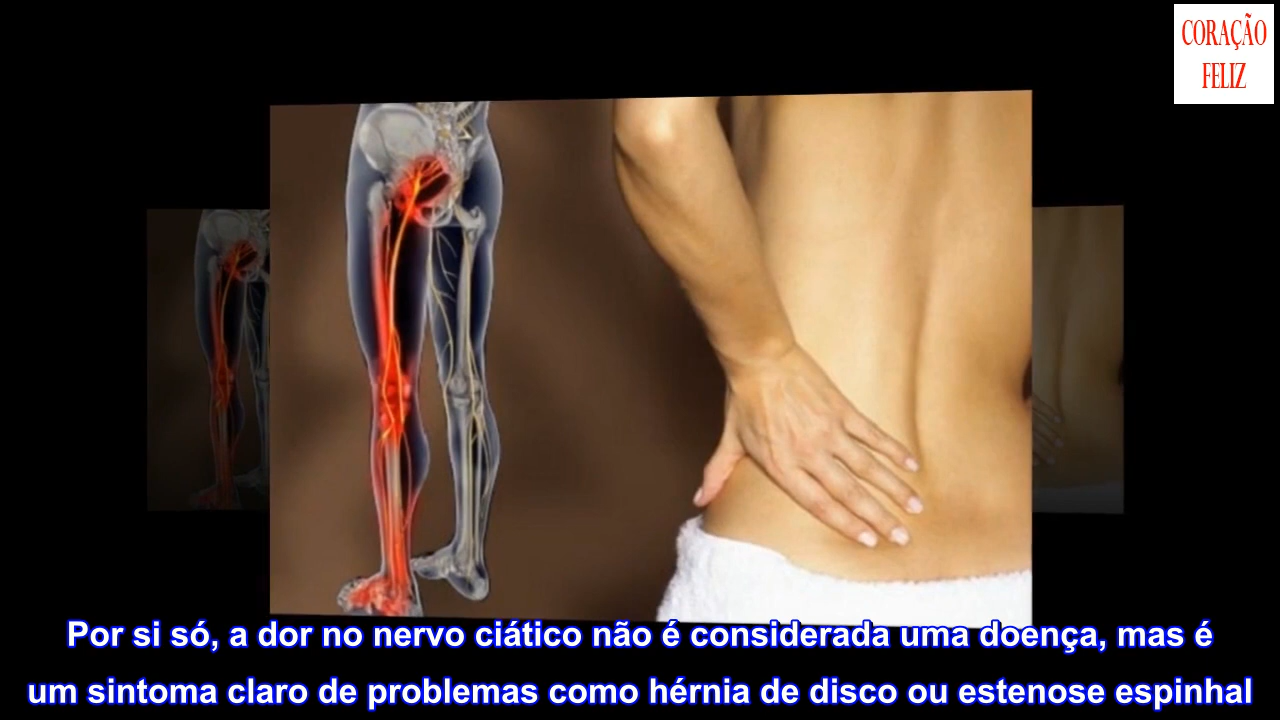 CORAÇÃO
FELIZ
Por si só, a dor no nervo ciático não é considerada uma doença, mas é
um sintoma claro de problemas como hérnia de disco ou estenose espinhal